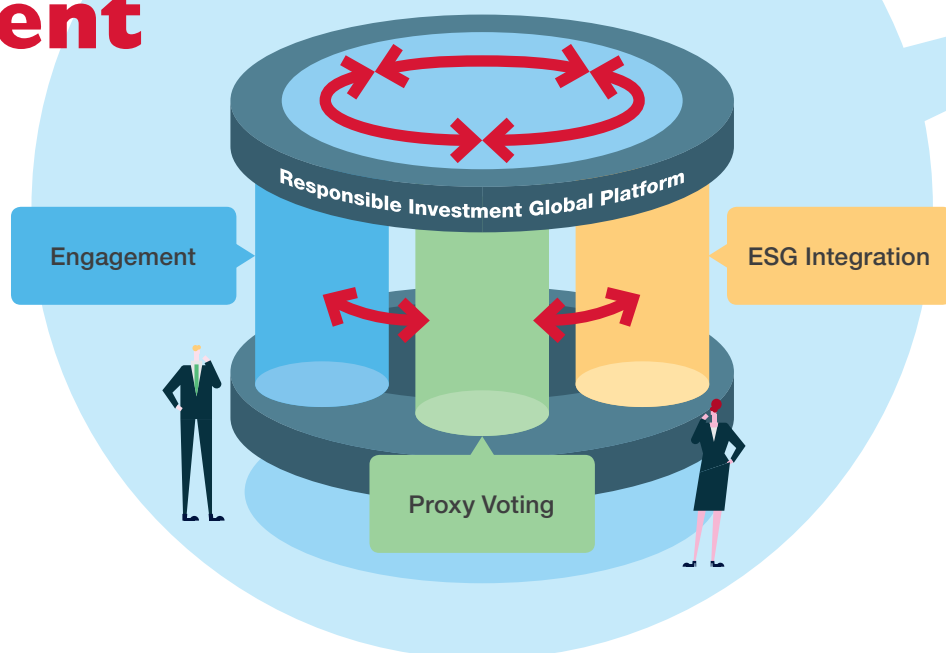 ent
Responsible Investment Global Platform
Engagement
ESG Integration
Proxy Voting